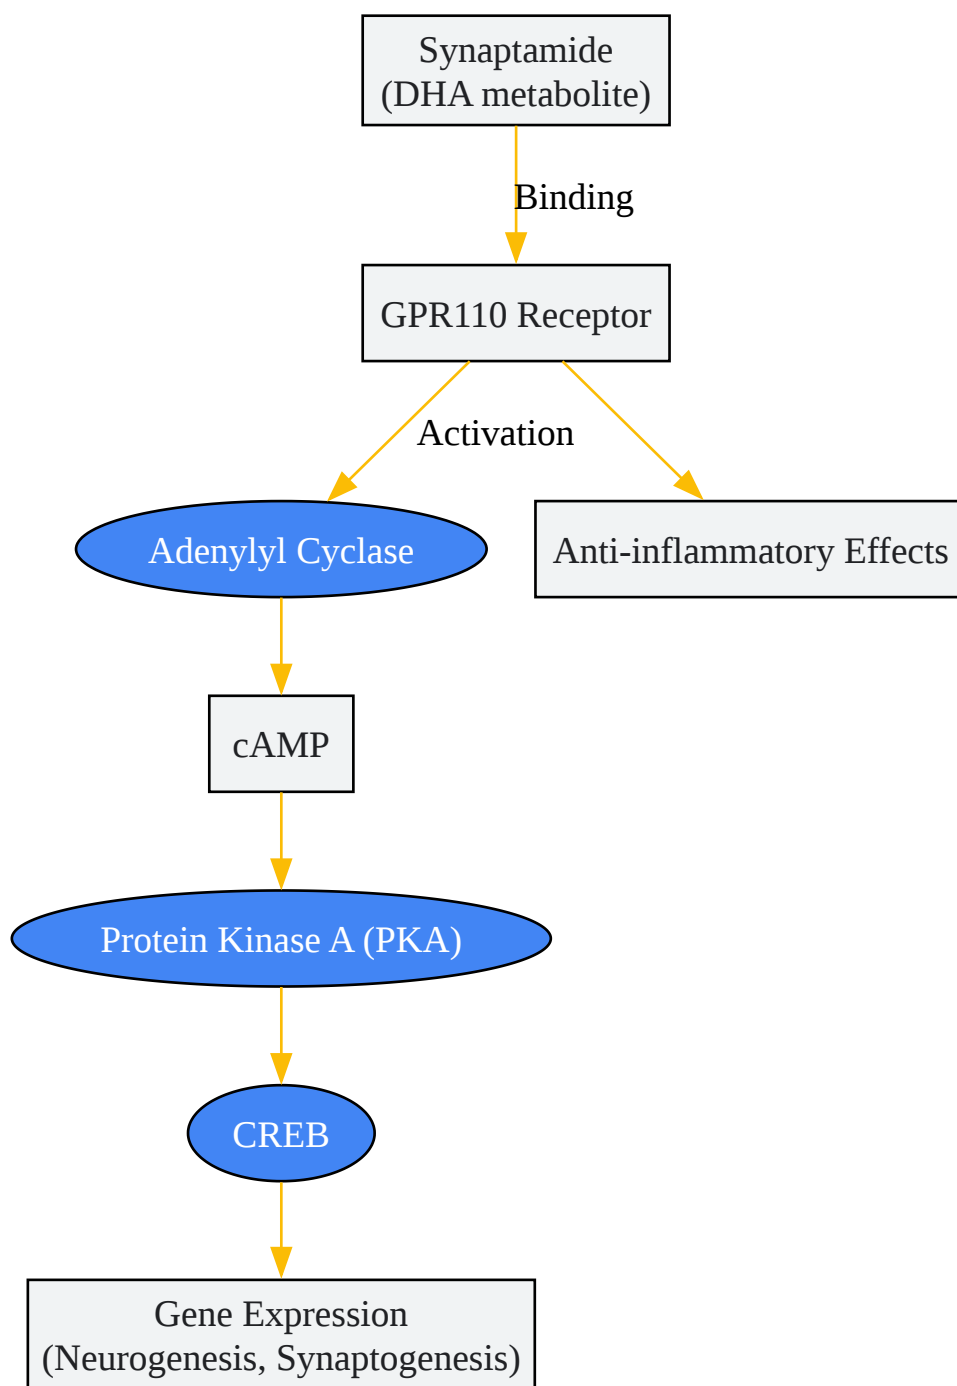 Synaptamide
(DHA metabolite)
Binding
GPR110 Receptor
Activation
Adenylyl Cyclase
Anti-inflammatory Effects
cAMP
Protein Kinase A (PKA)
CREB
Gene Expression
(Neurogenesis, Synaptogenesis)